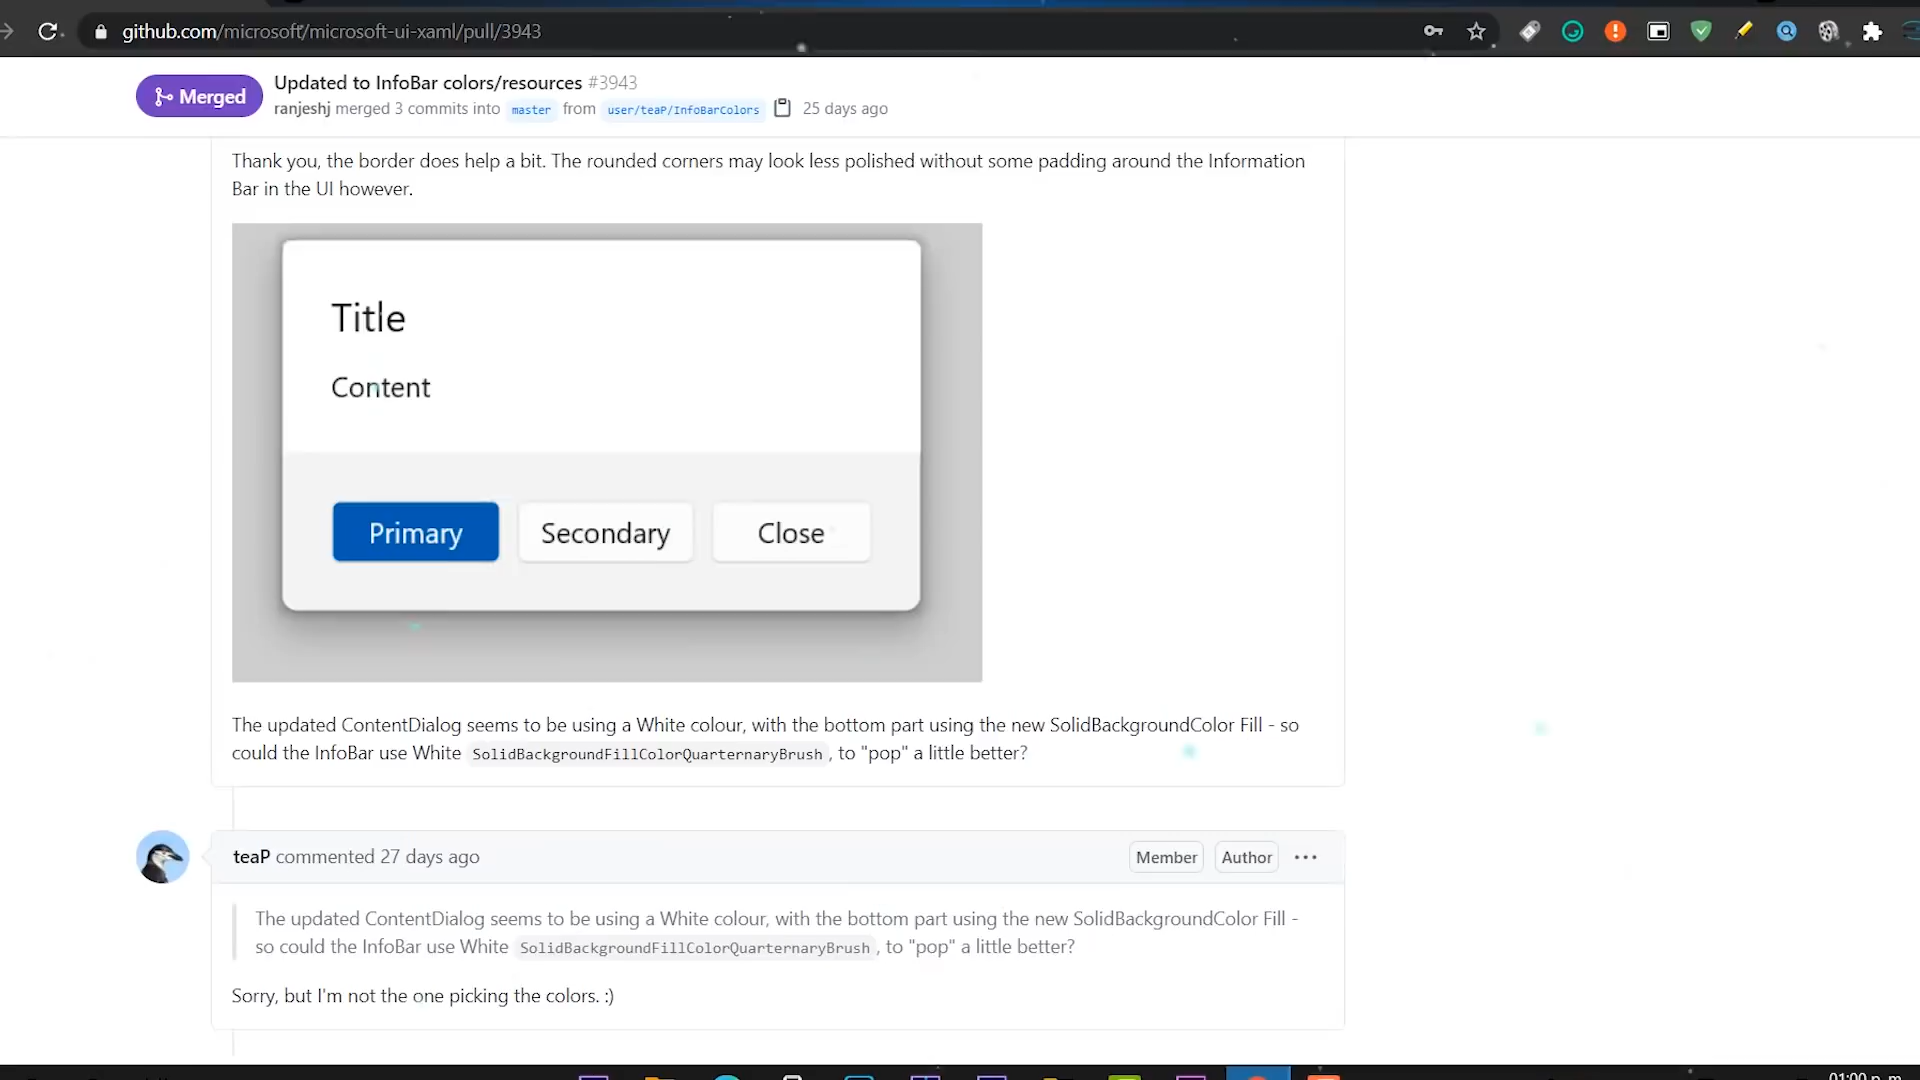 github.com/microsoft/microsoft-ui-xaml/pull/3943
Merged
Updated to InfoBar colors/resources #3943
ranjeshj merged 3 commits into master from user/teaP/InfoBarColors 25 days ago
Thank you, the border does help a bit. The rounded corners may look less polished without some padding around the Information
Bar in the UI however.
Title
Content
Primary Secondary Close
The updated ContentDialog seems to be using a White colour, with the bottom part using the new SolidBackgroundColor Fill - so
could the InfoBar use White SolidBackgroundFillColorQuarternaryBrush, to "pop" a little better?
teaP commented 27 days ago Member Author ...
The updated ContentDialog seems to be using a White colour, with the bottom part using the new SolidBackgroundColor Fill -
so could the InfoBar use White SolidBackgroundFillColorQuarternaryBrush, to "pop" a little better?
Sorry, but I'm not the one picking the colors. :)
01:00 p. m.